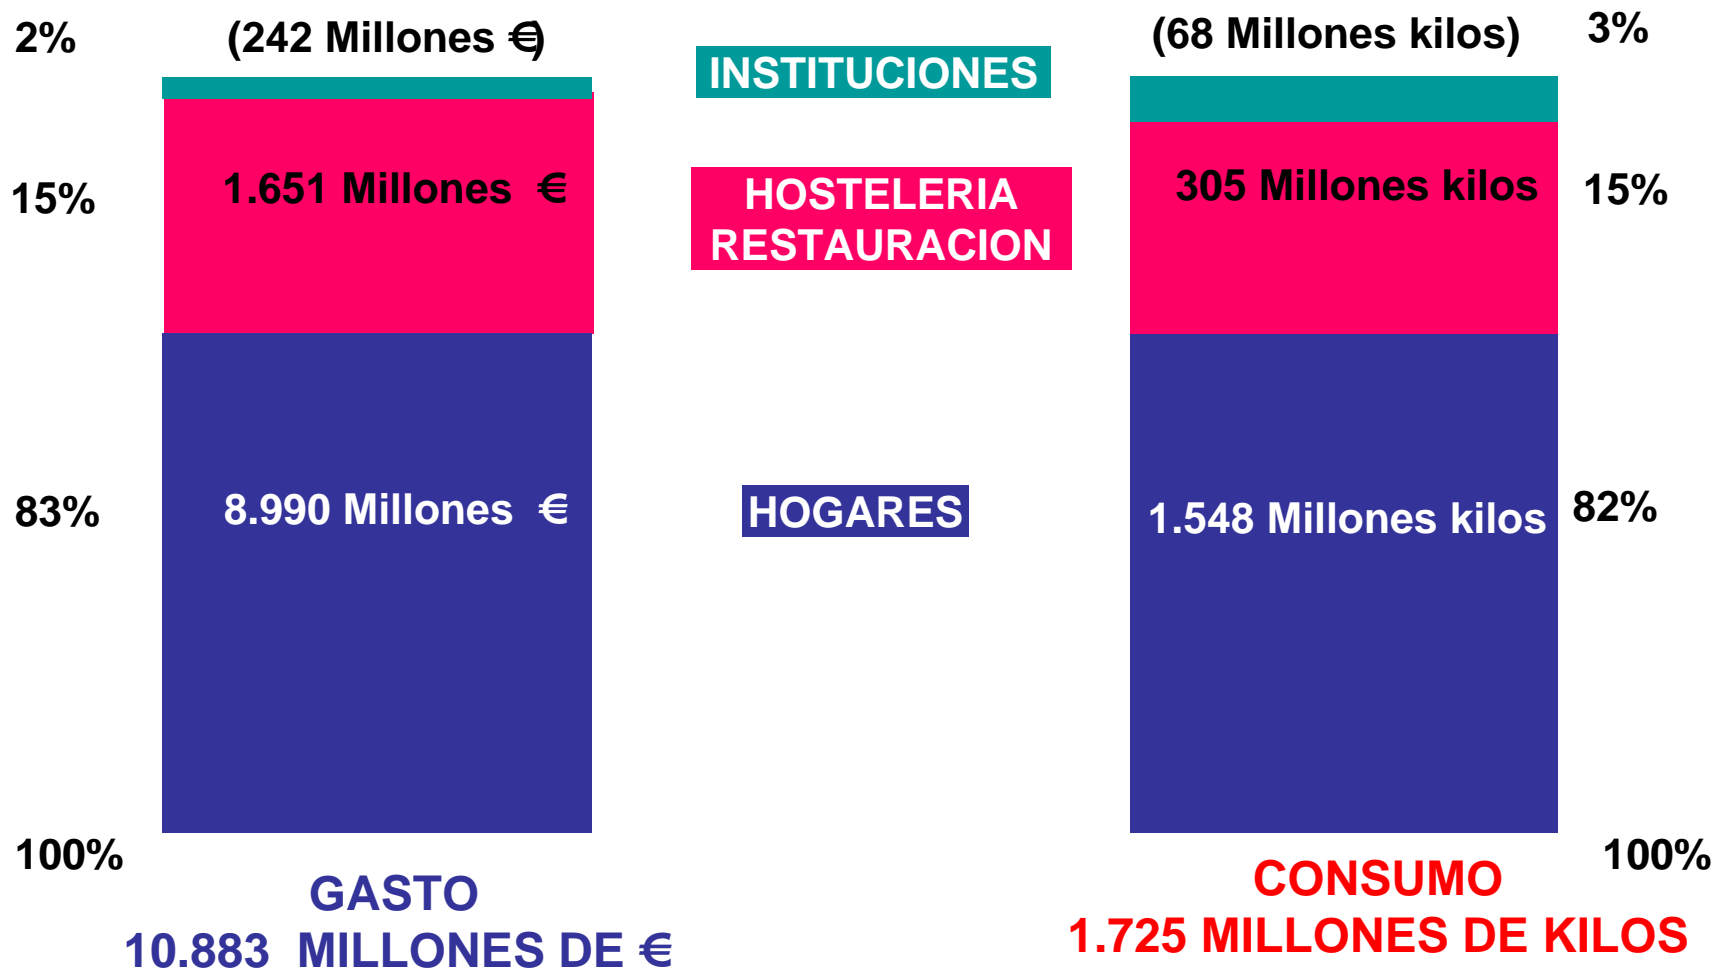 2%
(242 Millones €)
15%
1.651 Millones €
83%
8.990 Millones €
100%
GASTO
10.883 MILLONES DE €
INSTITUCIONES
HOSTELERIA
RESTAURACION
HOGARES
(68 Millones kilos)
3%
305 Millones kilos
15%
1.548 Millones kilos
82%
100%
CONSUMO
1.725 MILLONES DE KILOS